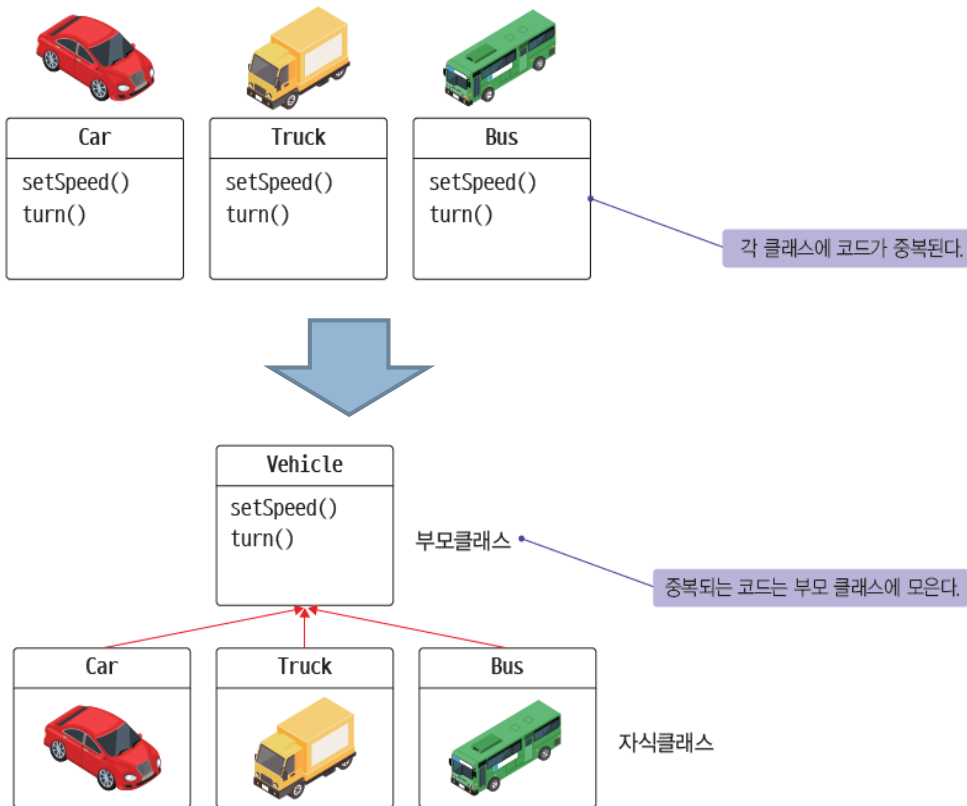 Car
setSpeed()
turn()
Truck
setSpeed()
turn()
Bus
setSpeed()
turn()
각 클래스에 코드가 중복된다.
Vehicle
setSpeed()
turn()
부모클래스
중복되는 코드는 부모 클래스에 모은다.
Car
Truck
Bus
자식클래스